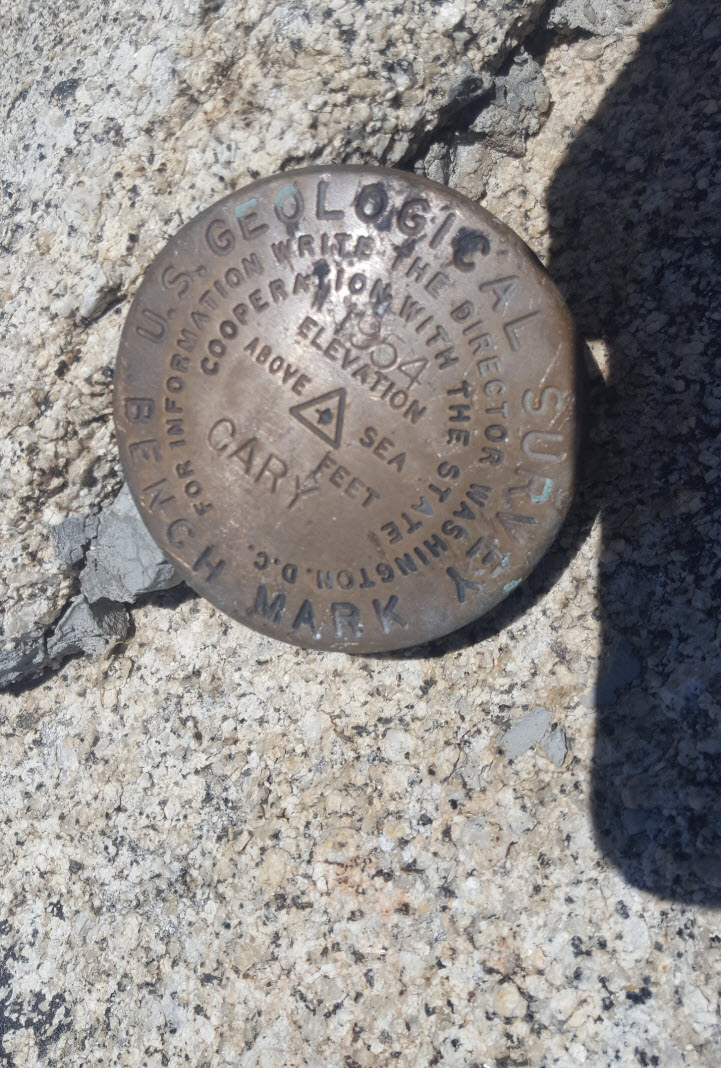 U.S. GEOLOGICAL SURVEY
BENCH MARK
FOR INFORMATION WRITE THE DIRECTOR WASHINGTON. D.C.
COOPERATION WITH THE STATE
1954
ELEVATION
ABOVE SEA
GARY
FEET